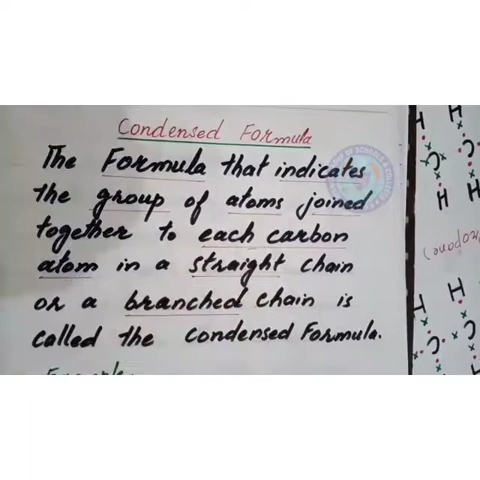 Condensed Formula
The Formula that indicates
the group of atoms joined
together to each carbon
atom in a straight chain
or a branched chain is
called the condensed Formula.
H
C
C
H H
H H
C C
H H